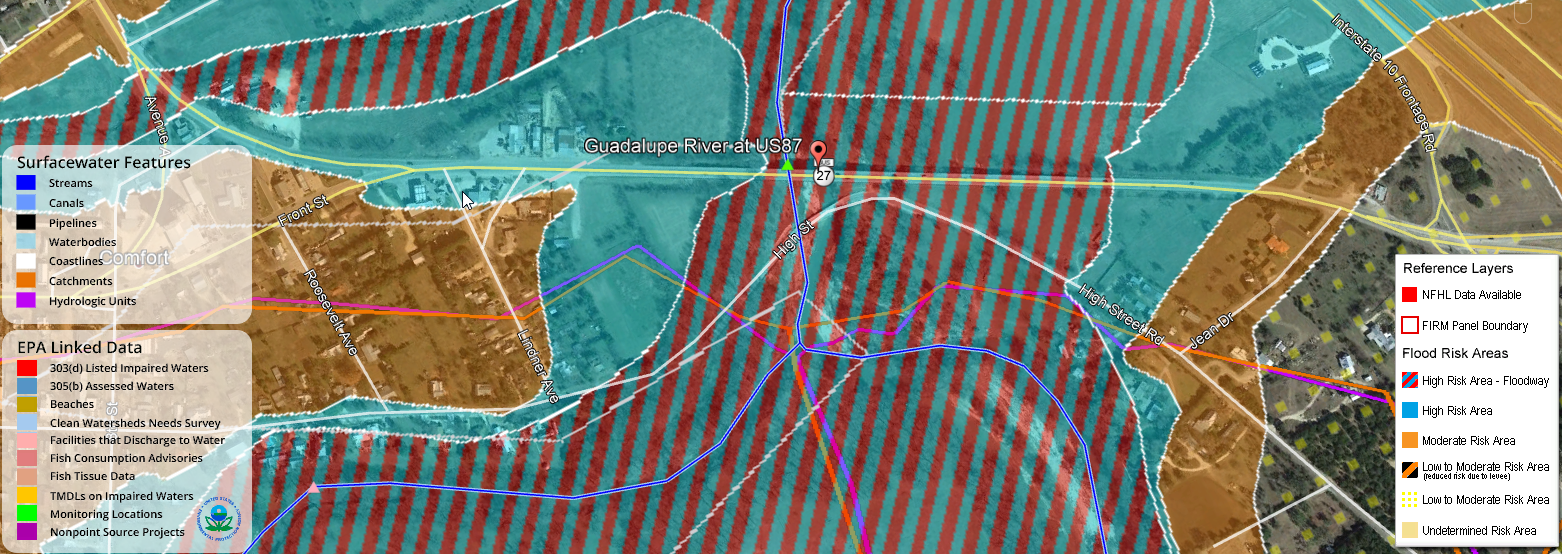 Interstate 10 Frontage Rd
Avenue A
Guadalupe River at US87
US
27
Surfacewater Features
Streams
Canals
Pipelines
Waterbodies
Coastlines
Catchments
Hydrologic Units
Comfort
Front St
High St
Roosevelt Ave
Lindner Ave
High Street Rd
Jean Dr
EPA Linked Data
303(d) Listed Impaired Waters
305(b) Assessed Waters
Beaches
Clean Watersheds Needs Survey
Facilities that Discharge to Water
Fish Consumption Advisories
Fish Tissue Data
TMDLs on Impaired Waters
Monitoring Locations
Nonpoint Source Projects
Reference Layers
NFHL Data Available
FIRM Panel Boundary
Flood Risk Areas
High Risk Area - Floodway
High Risk Area
Moderate Risk Area
Low to Moderate Risk Area
(reduced risk due to levee)
Low to Moderate Risk Area
Undetermined Risk Area